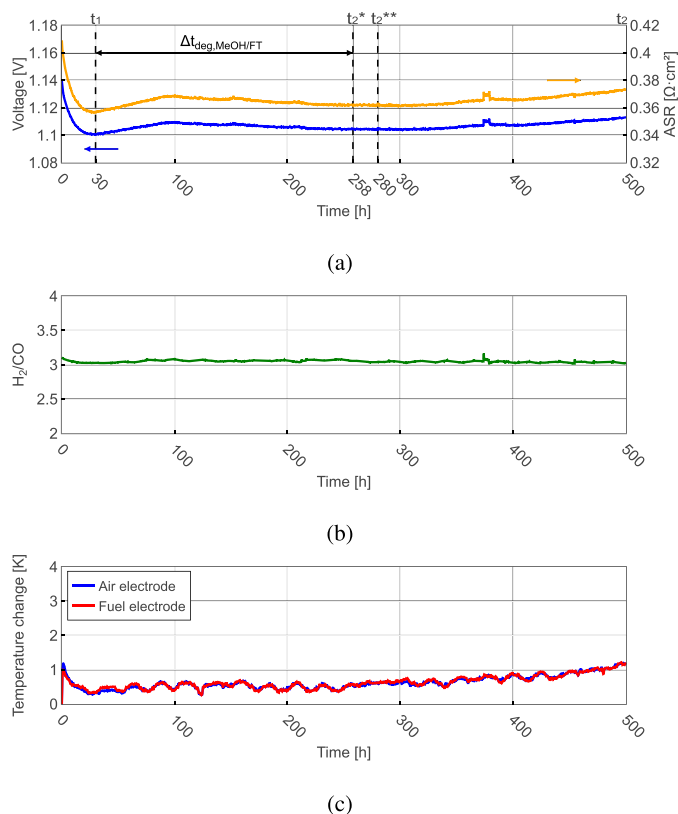 t₁ t₂* t₂** t₂
1.18 0.42
Δt deg,MeOH/FT
1.16 0.4
1.14 0.38
1.12 0.36
1.1 0.34
1.08 0.32
Voltage [V]
ASR [Ω·cm²]
0 30 100 200 258 280 300 400 500
Time [h]
(a)
4
3.5
3
2.5
2
H₂/CO
0 100 200 300 400 500
Time [h]
(b)
4
3
2
1
0
Temperature change [K]
Air electrode
Fuel electrode
0 100 200 300 400 500
Time [h]
(c)